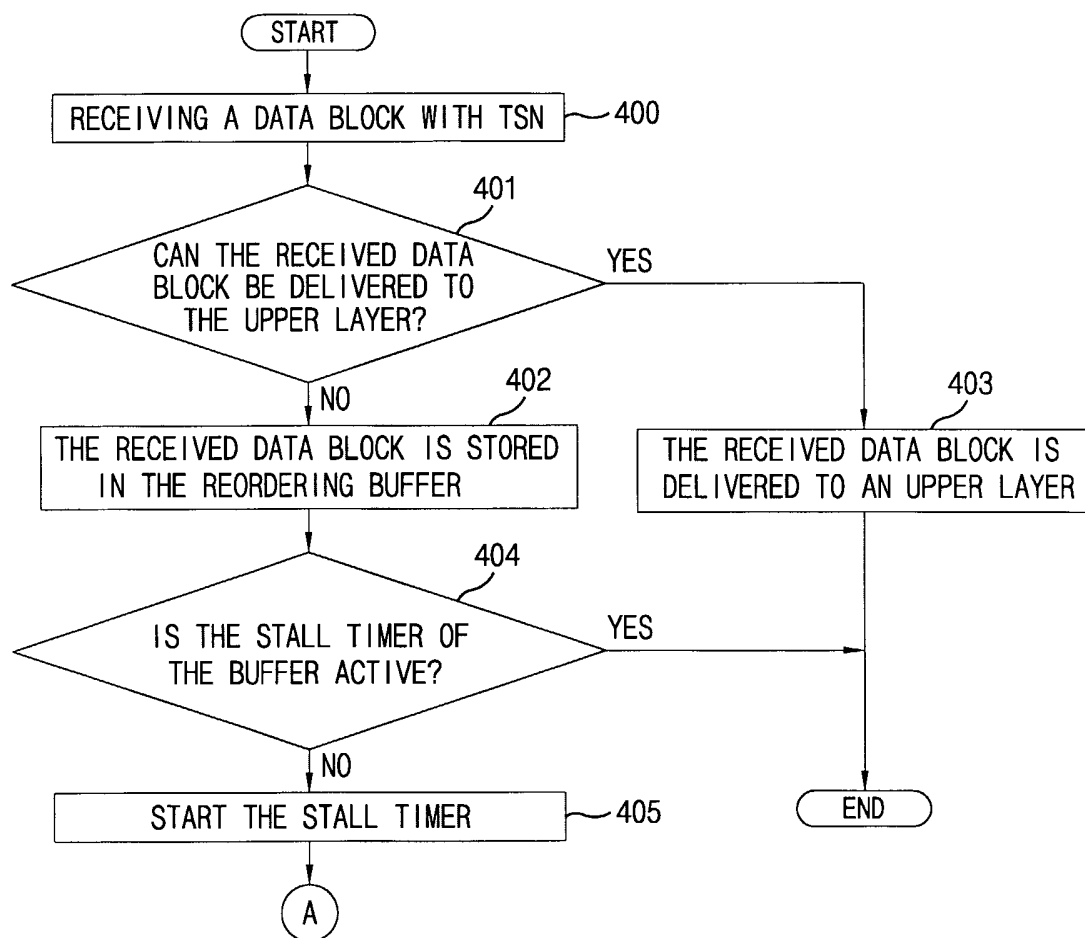 START
RECEIVING A DATA BLOCK WITH TSN
400
401
CAN THE RECEIVED DATA
BLOCK BE DELIVERED TO
THE UPPER LAYER?
YES
NO
402
THE RECEIVED DATA BLOCK IS STORED
IN THE REORDERING BUFFER
403
THE RECEIVED DATA BLOCK IS
DELIVERED TO AN UPPER LAYER
404
IS THE STALL TIMER OF
THE BUFFER ACTIVE?
YES
NO
START THE STALL TIMER
405
END
A